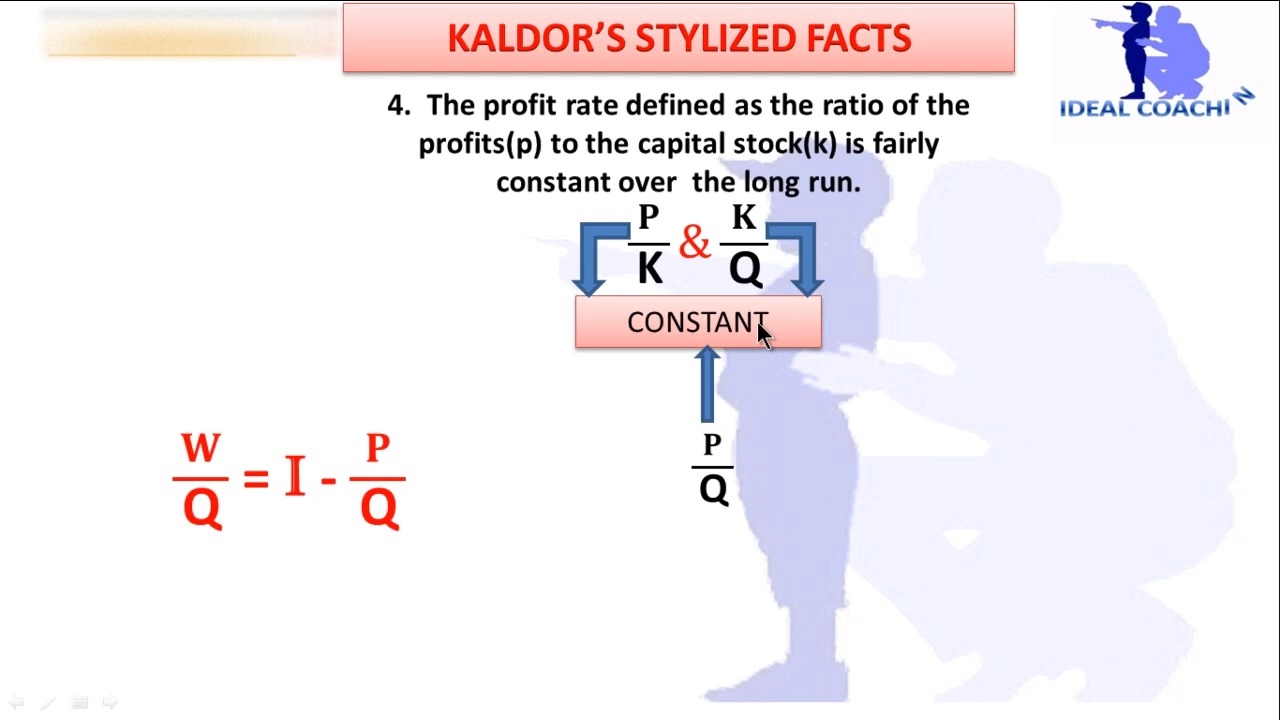 KALDOR'S STYLIZED FACTS
IDEAL COACHIN
4. The profit rate defined as the ratio of the
profits(p) to the capital stock(k) is fairly
constant over the long run.
P/K & K/Q
CONSTANT
P/Q
W/Q = I - P/Q